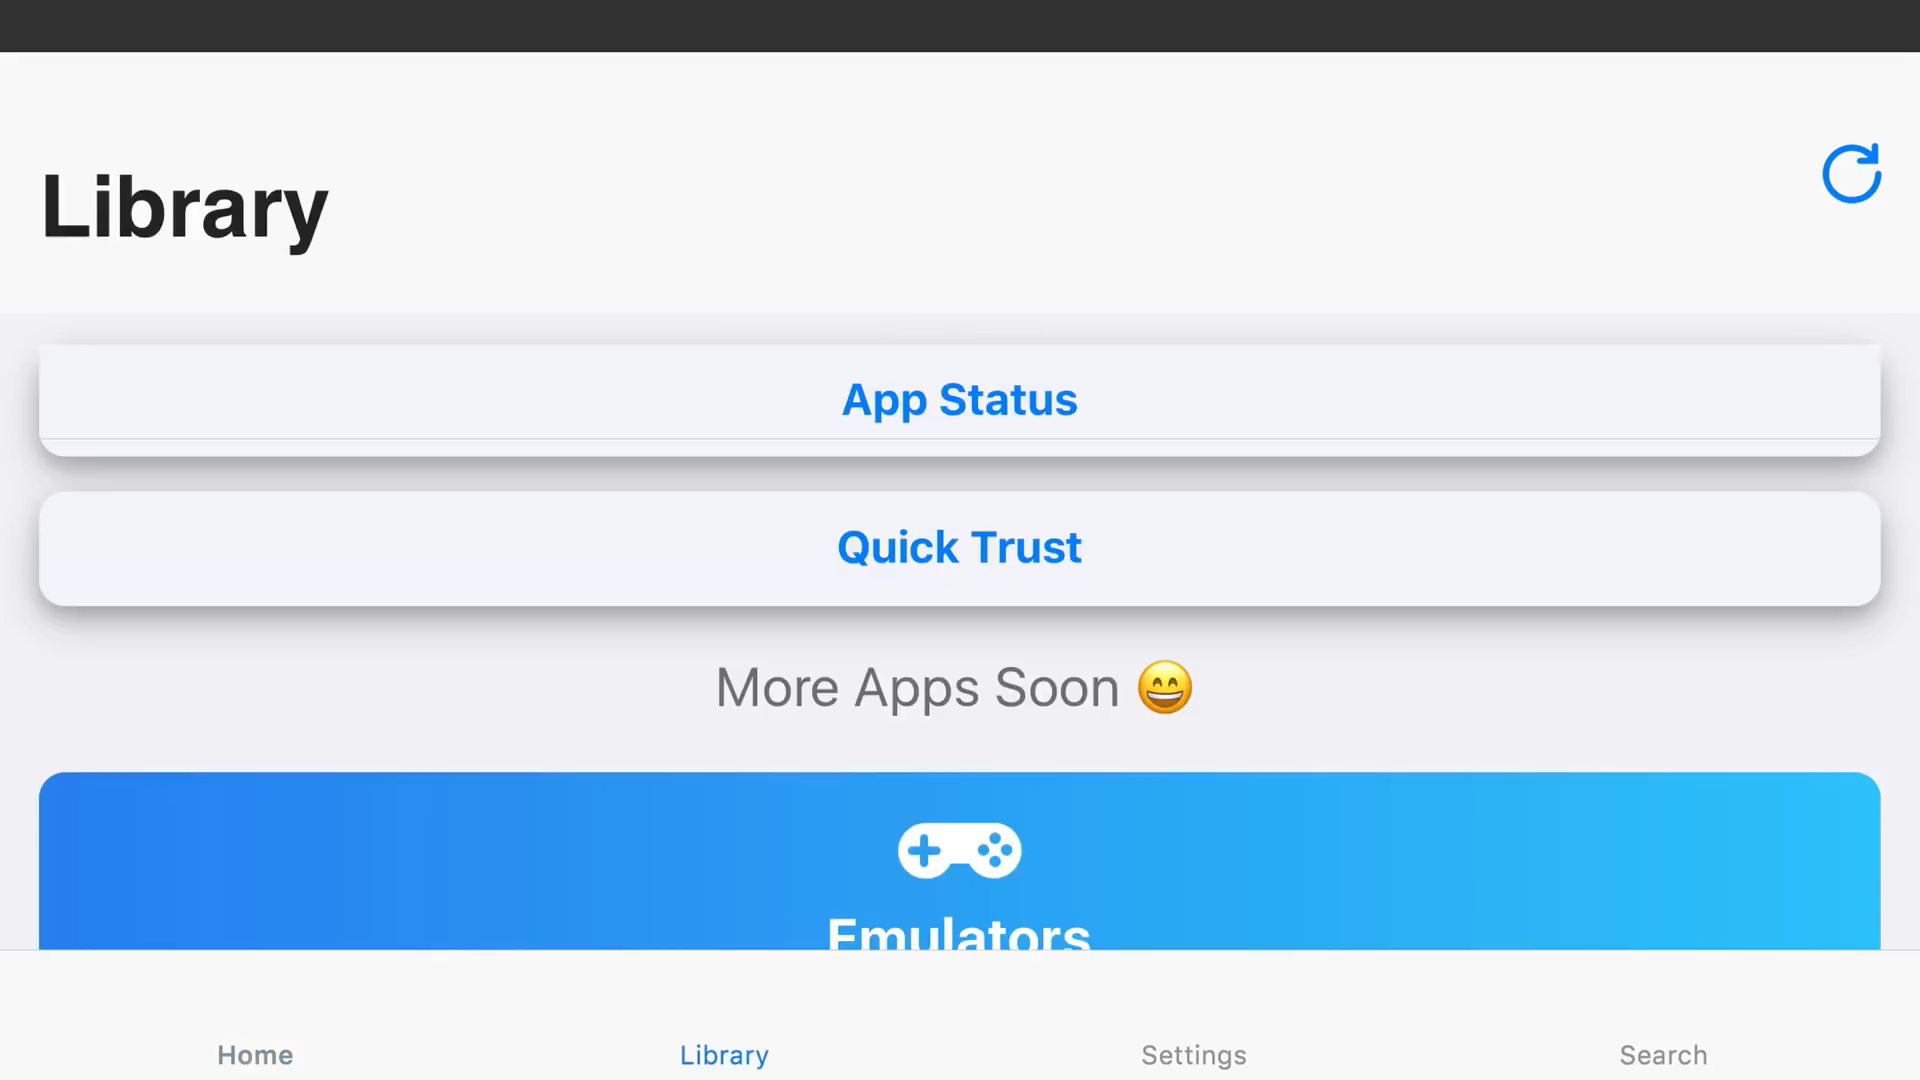 Library
App Status
Quick Trust
More Apps Soon 😄
Emulators
Home
Library
Settings
Search